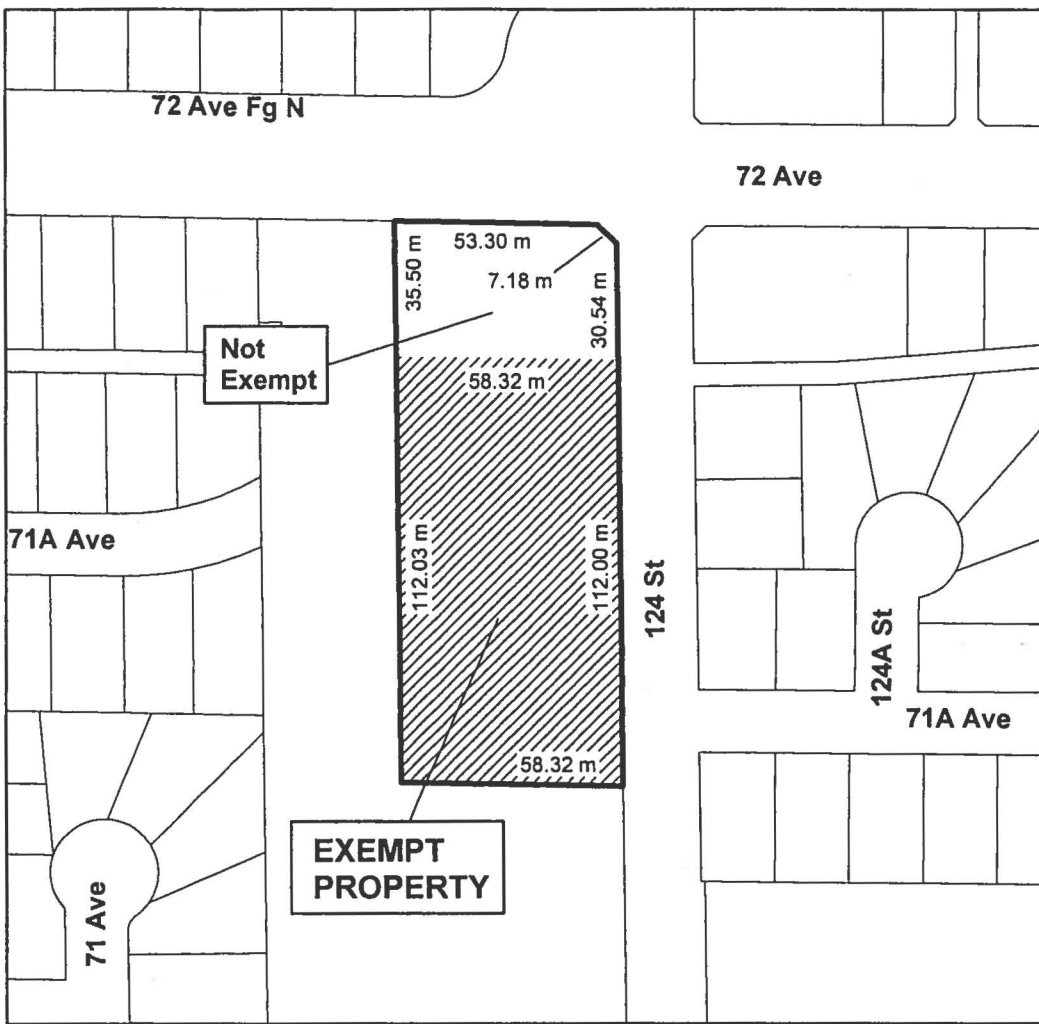 72 Ave Fg N
72 Ave
53.30 m
35.50 m
7.18 m
30.54 m
Not
Exempt
58.32 m
71A Ave
112.03 m
112.00 m
124 St
124A St
71A Ave
58.32 m
EXEMPT
PROPERTY
71 Ave